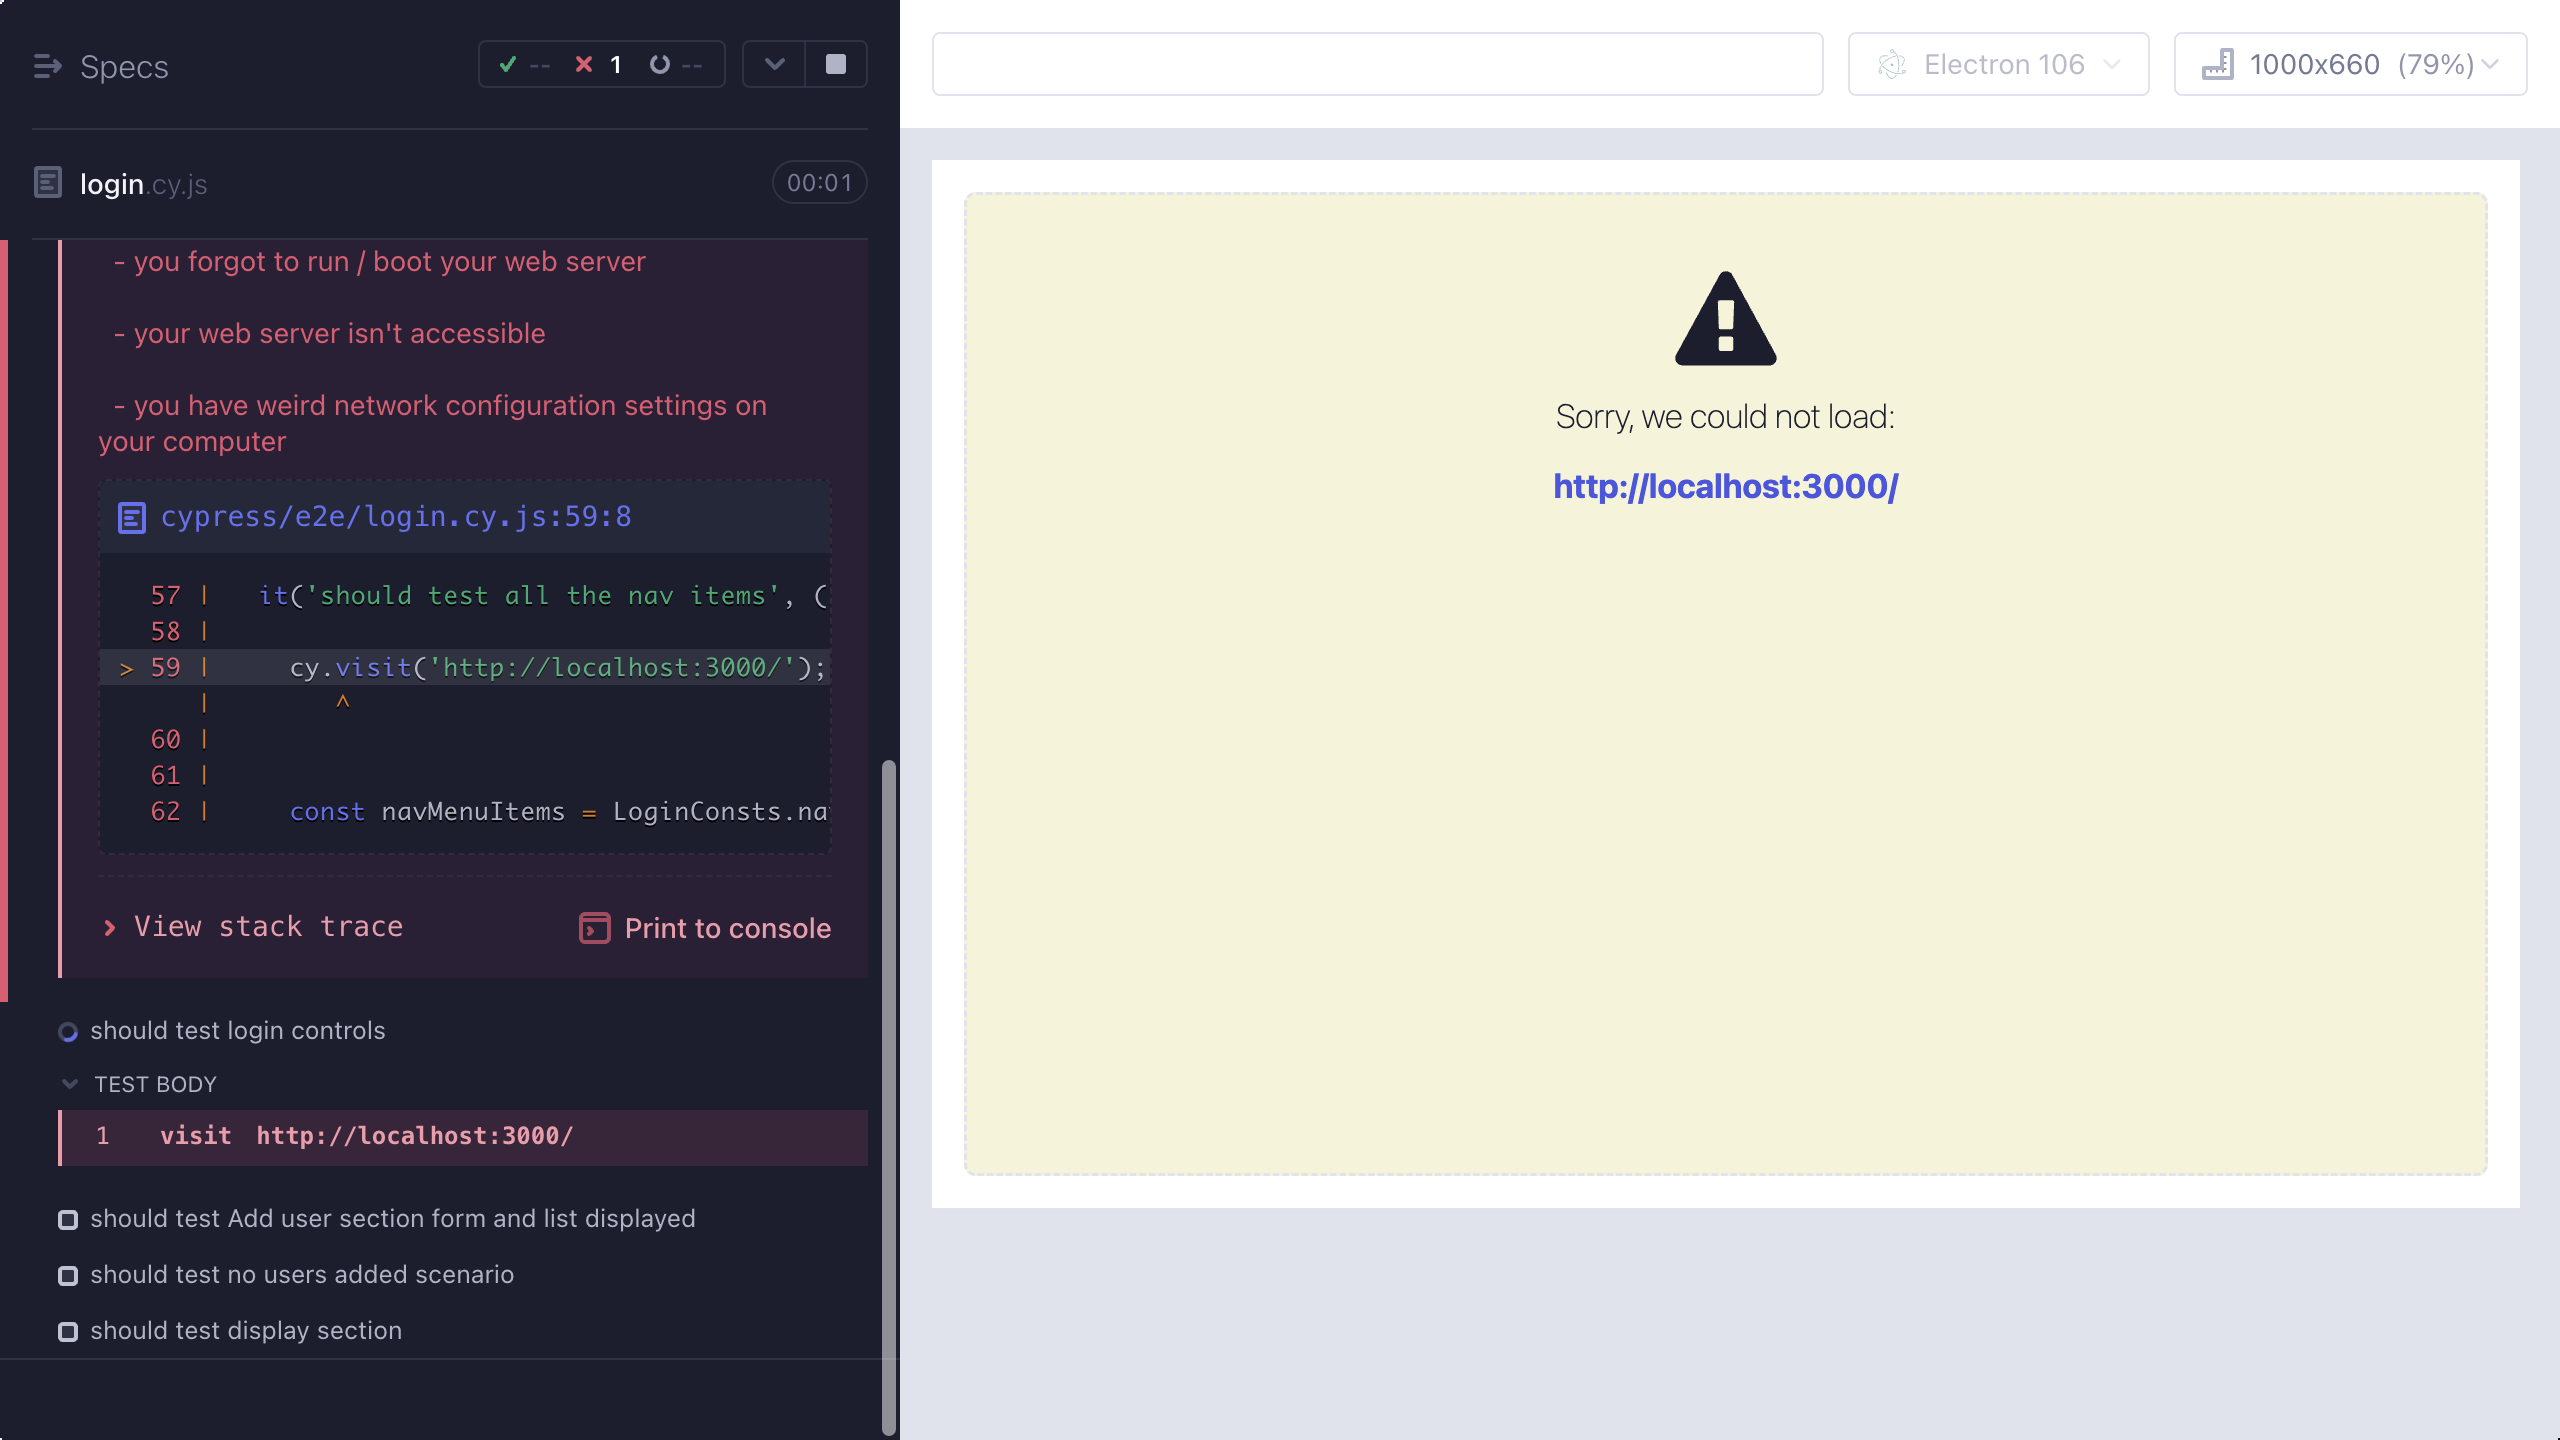 Specs
-- 1 --
login.cy.js
00:01
- you forgot to run / boot your web server
- your web server isn't accessible
- you have weird network configuration settings on
your computer
cypress/e2e/login.cy.js:59:8
57 | it('should test all the nav items', (
58 |
> 59 | cy.visit('http://localhost:3000/');
| ^
60 |
61 |
62 | const navMenuItems = LoginConsts.na
View stack trace
Print to console
should test login controls
TEST BODY
1 visit http://localhost:3000/
should test Add user section form and list displayed
should test no users added scenario
should test display section
Electron 106
1000x660 (79%)
Sorry, we could not load:
http://localhost:3000/